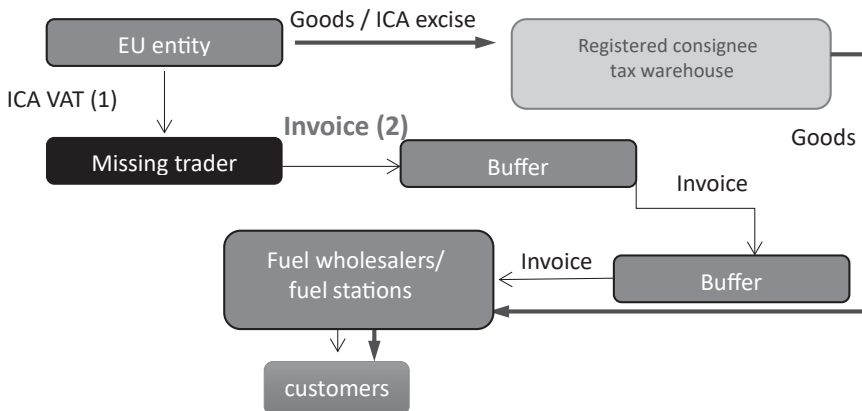 Goods / ICA excise
EU entity
Registered consignee
tax warehouse
ICA VAT (1)
Invoice (2)
Goods
Missing trader
Buffer
Invoice
Fuel wholesalers/
fuel stations
Invoice
Buffer
customers